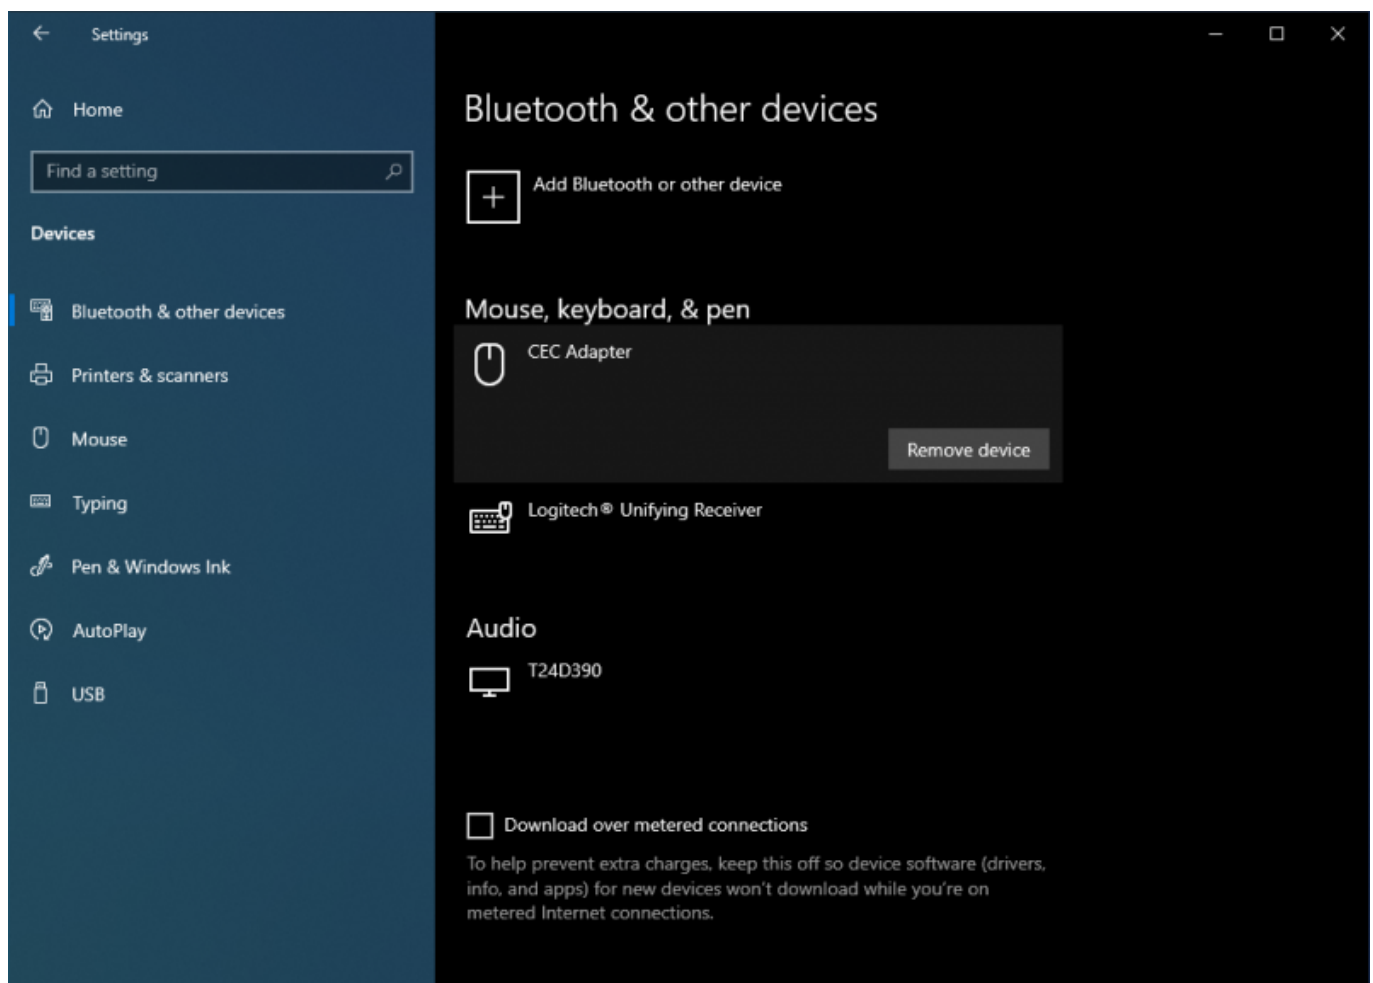 Settings
Home
Find a setting
Devices
Bluetooth & other devices
Printers & scanners
Mouse
Typing
Pen & Windows Ink
AutoPlay
USB
Bluetooth & other devices
Add Bluetooth or other device
Mouse, keyboard, & pen
CEC Adapter
Remove device
Logitech® Unifying Receiver
Audio
T24D390
Download over metered connections
To help prevent extra charges, keep this off so device software (drivers,
info, and apps) for new devices won't download while you're on
metered Internet connections.